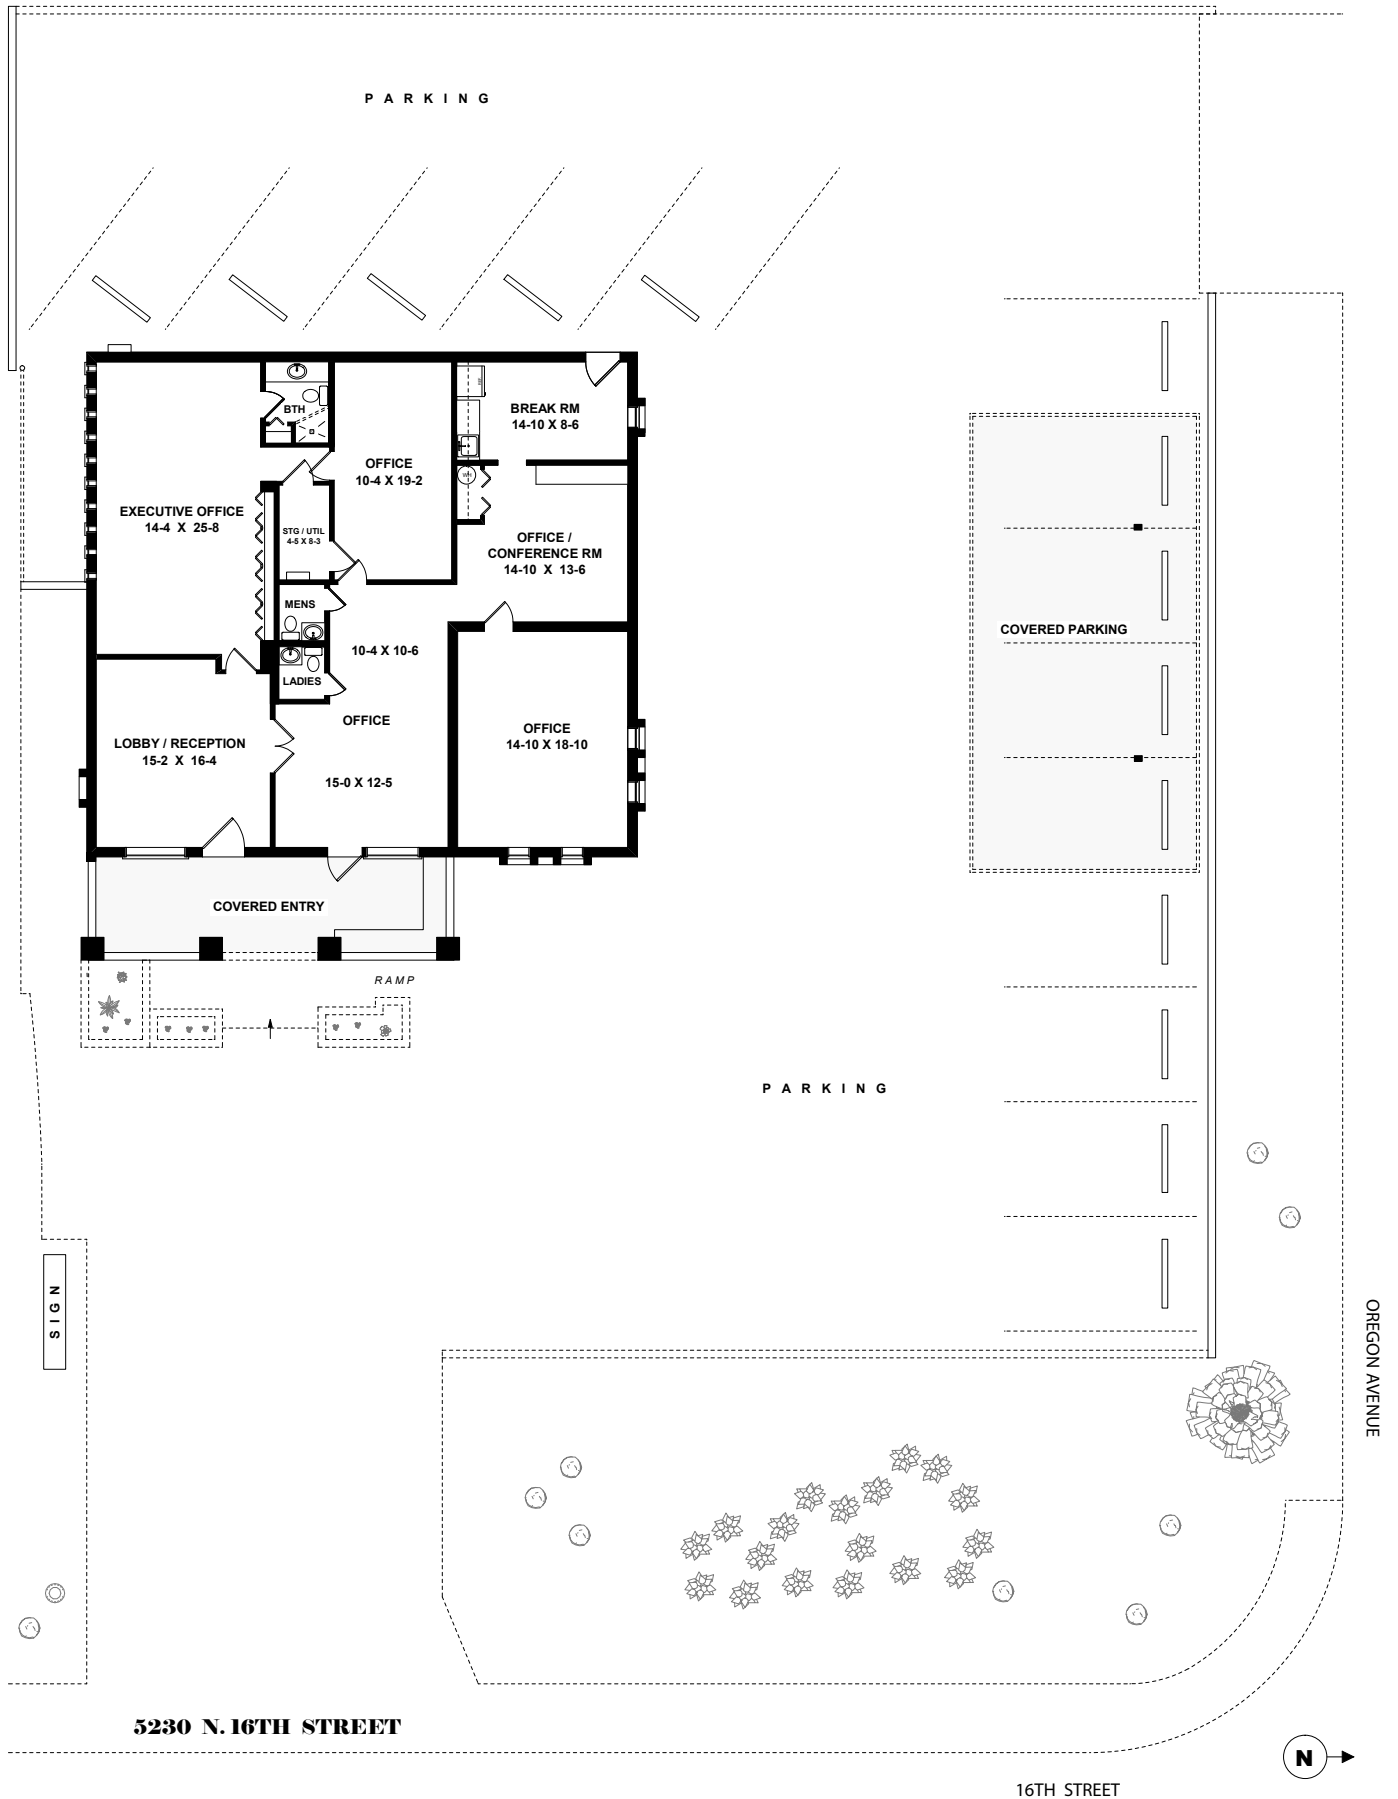 P A R K I N G
BTH
BREAK RM
14-10 X 8-6
OFFICE
10-4 X 19-2
WH
EXECUTIVE OFFICE
14-4 X 25-8
STG / UTIL
4-5 X 8-3
OFFICE /
CONFERENCE RM
14-10 X 13-6
MENS
COVERED PARKING
10-4 X 10-6
LADIES
OFFICE
OFFICE
14-10 X 18-10
LOBBY / RECEPTION
15-2 X 16-4
15-0 X 12-5
COVERED ENTRY
RAMP
P A R K I N G
S I G N
OREGON AVENUE
5230 N. 16TH STREET
N
16TH STREET